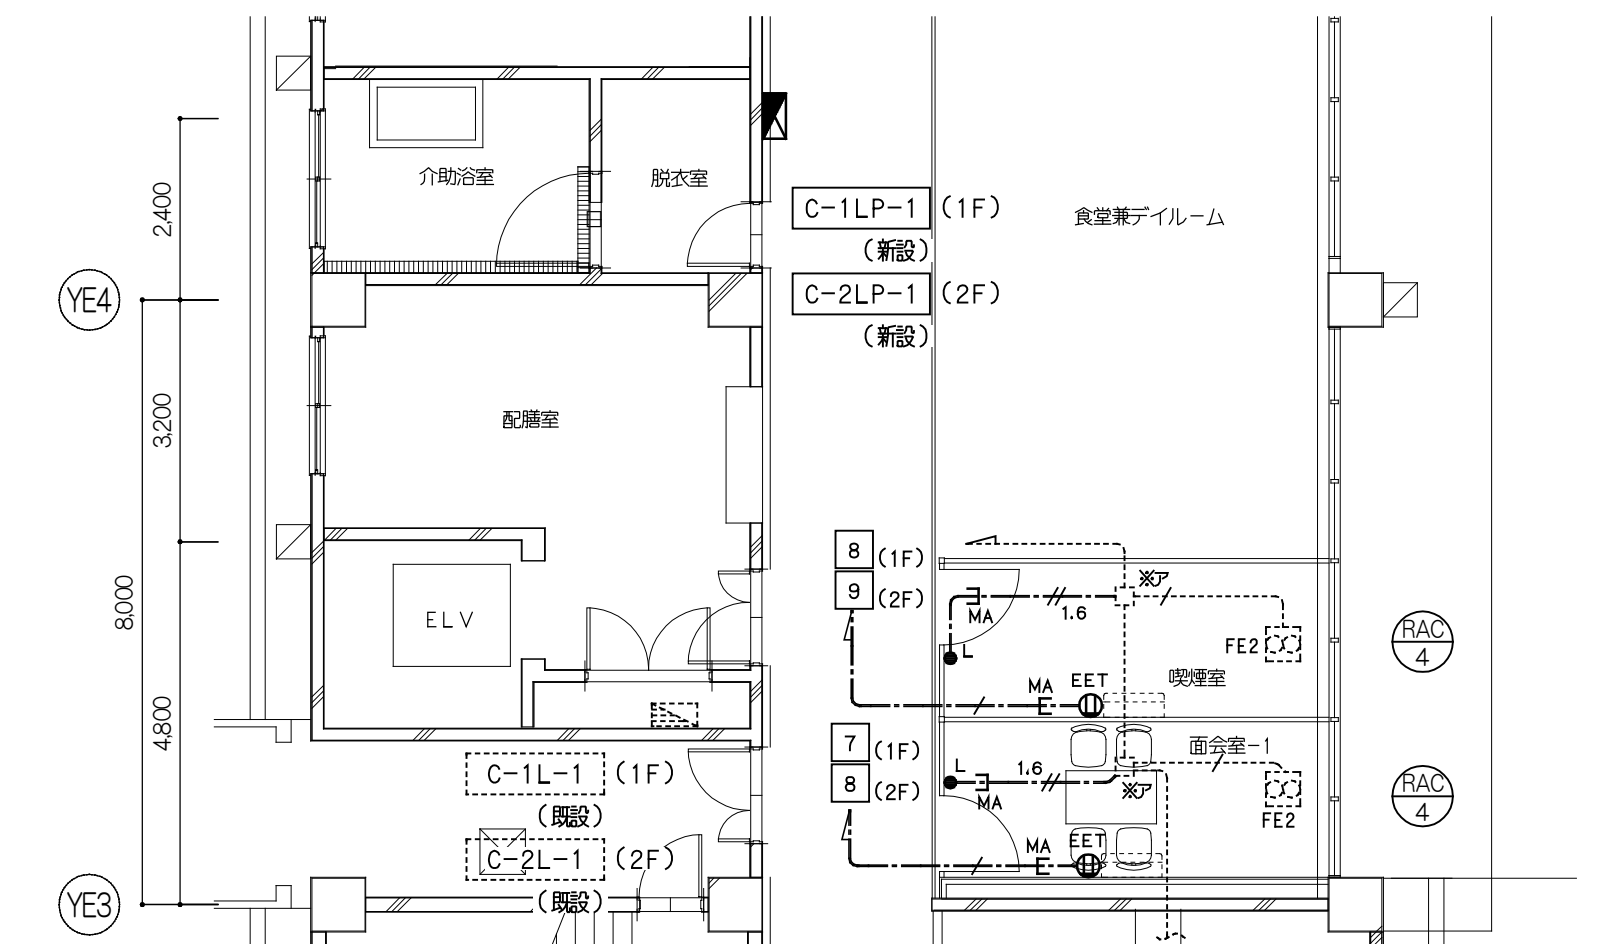 介助浴室
脱衣室
C-1LP-1 (1F)
(新設)
C-2LP-1 (2F)
(新設)
食堂兼デイルーム
2,400
YE4
3,200
配膳室
8,000
ELV
4,800
8 (1F)
9 (2F)
※ア
MA
1.6
L
FE2
RAC
4
喫煙室
MA
EET
7 (1F)
8 (2F)
面会室-1
L
1.6
MA
※ア
FE2
RAC
4
MA
EET
C-1L-1 (1F)
(既設)
C-2L-1 (2F)
(既設)
YE3